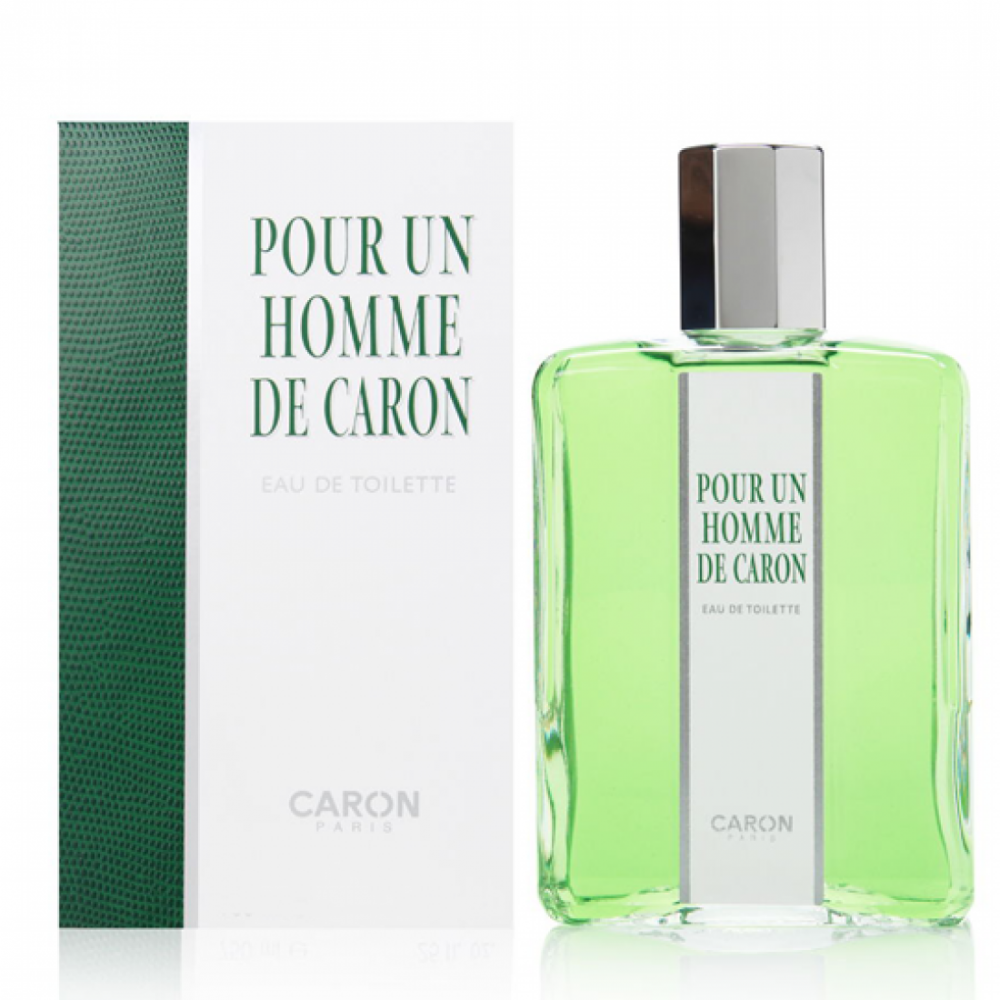 POUR UN
HOMME
DE CARON
EAU DE TOILETTE
CARON
PARIS
POUR UN
HOMME
DE CARON
EAU DE TOILETTE
CARON
PARIS